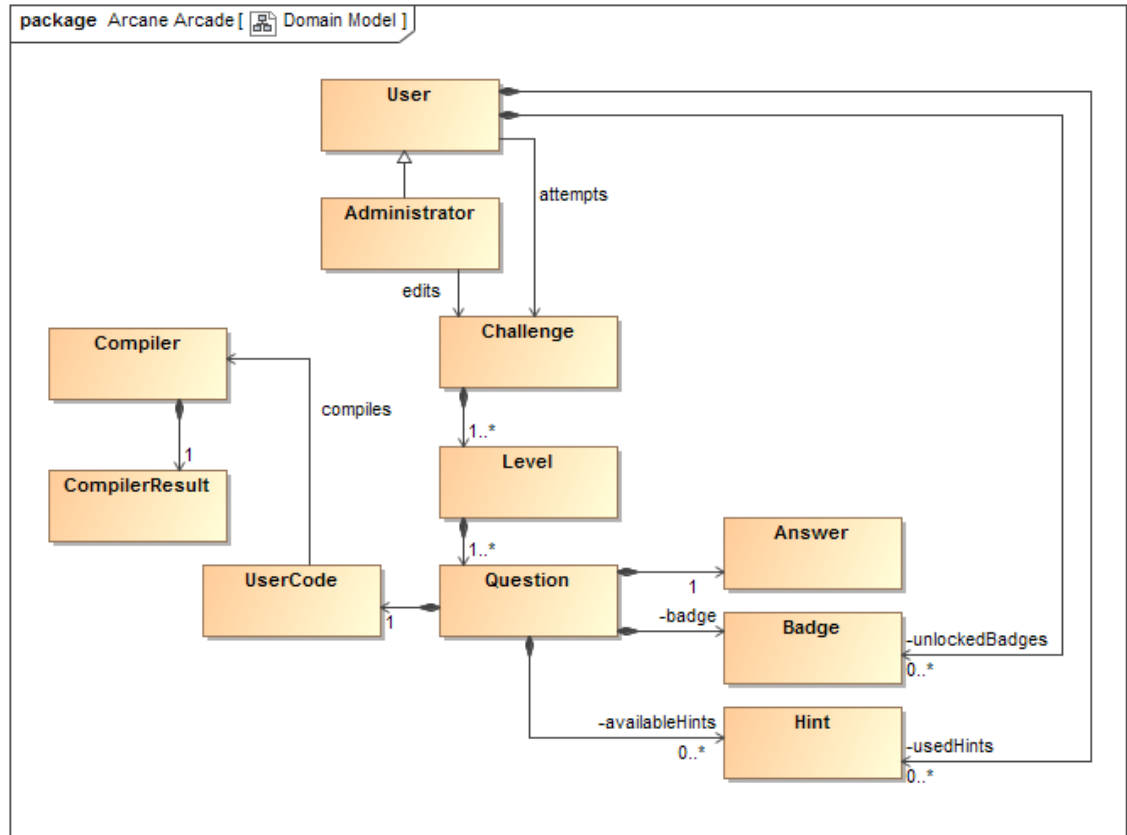 package Arcane Arcade [ Domain Model ]
User
attempts
Administrator
edits
Challenge
Compiler
compiles
1..*
1
Level
CompilerResult
1..*
Answer
UserCode
Question
1
-badge
Badge
1
-unlockedBadges
0..*
-availableHints
Hint
0..*
-usedHints
0..*